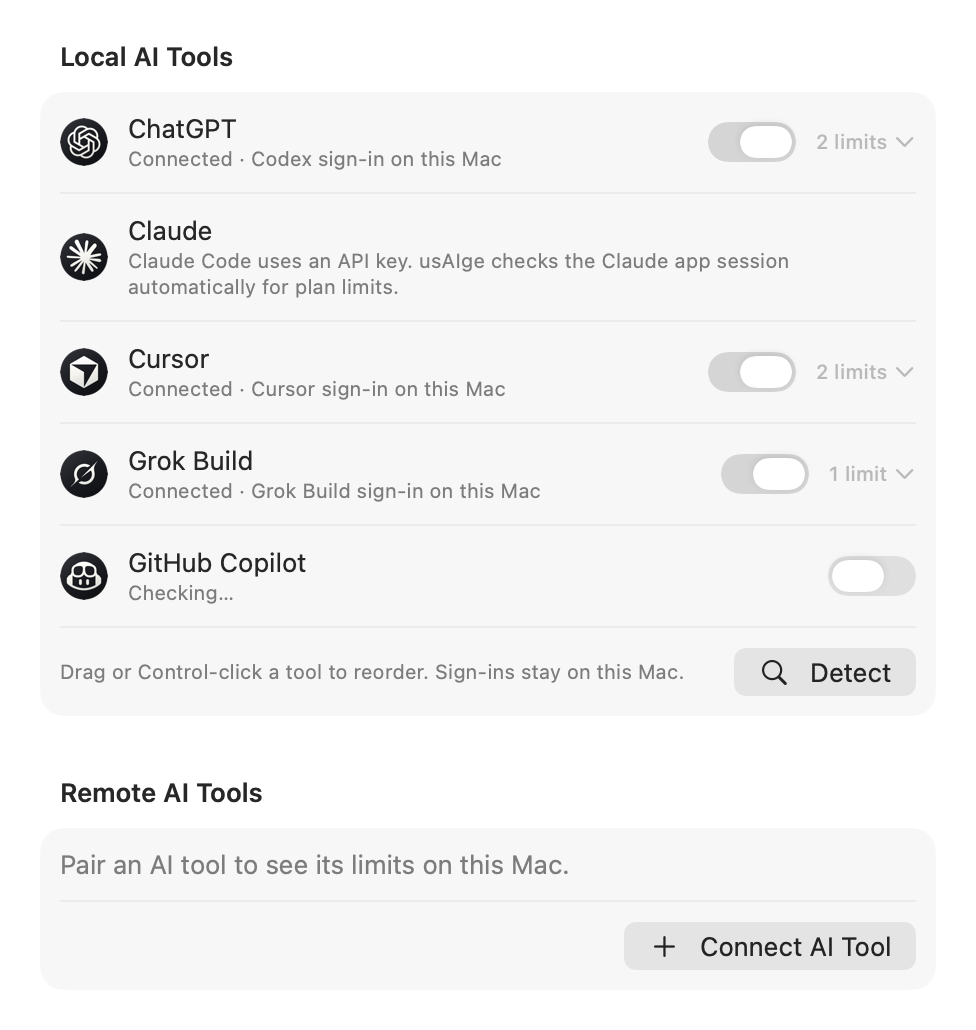 Local AI Tools
ChatGPT
Connected · Codex sign-in on this Mac
2 limits
Claude
Claude Code uses an API key. usAIge checks the Claude app session
automatically for plan limits.
Cursor
Connected · Cursor sign-in on this Mac
2 limits
Grok Build
Connected · Grok Build sign-in on this Mac
1 limit
GitHub Copilot
Checking…
Drag or Control-click a tool to reorder. Sign-ins stay on this Mac.
Detect
Remote AI Tools
Pair an AI tool to see its limits on this Mac.
Connect AI Tool